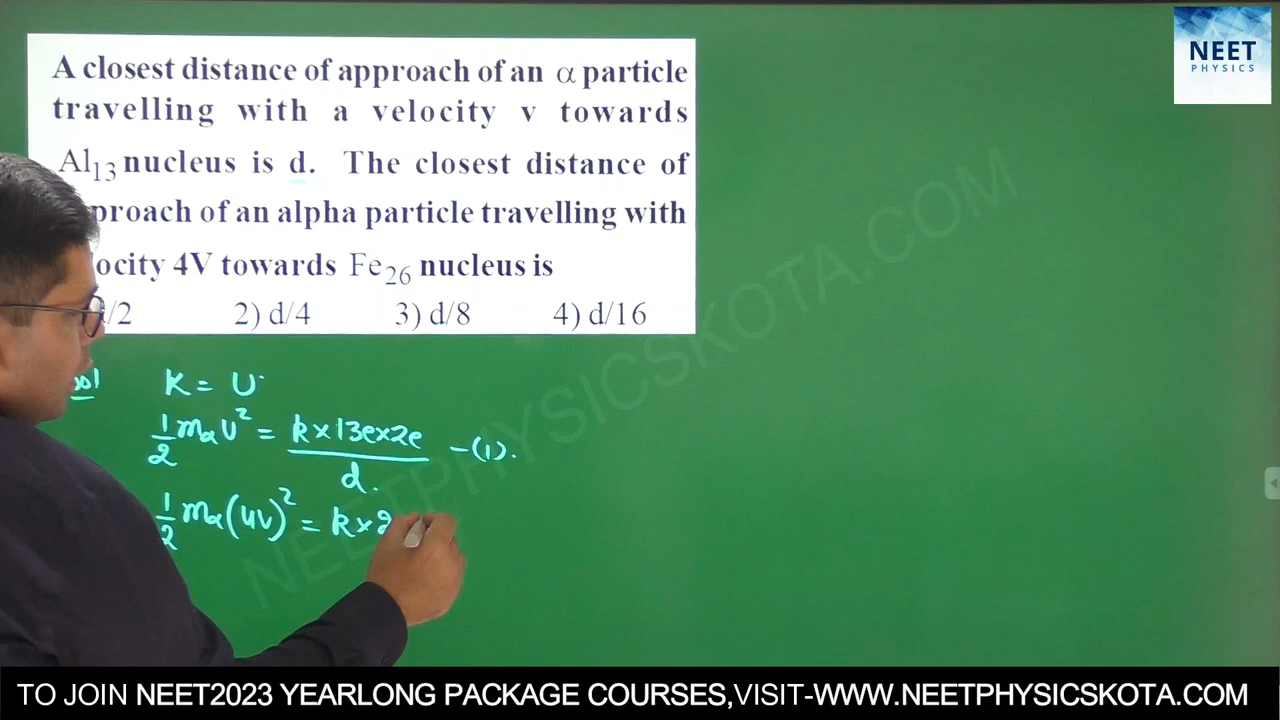 NEET
PHYSICS
A closest distance of approach of an α particle
travelling with a velocity v towards
Al13 nucleus is d. The closest distance of
proach of an alpha particle travelling with
ocity 4V towards Fe26 nucleus is
/2 2) d/4 3) d/8 4) d/16
K = U
1/2 mα v² = k×13e×2e / d. –(1).
1/2 mα (4v)² = k×2
NEETPHYSICSKOTA.COM
TO JOIN NEET2023 YEARLONG PACKAGE COURSES,VISIT-WWW.NEETPHYSICSKOTA.COM